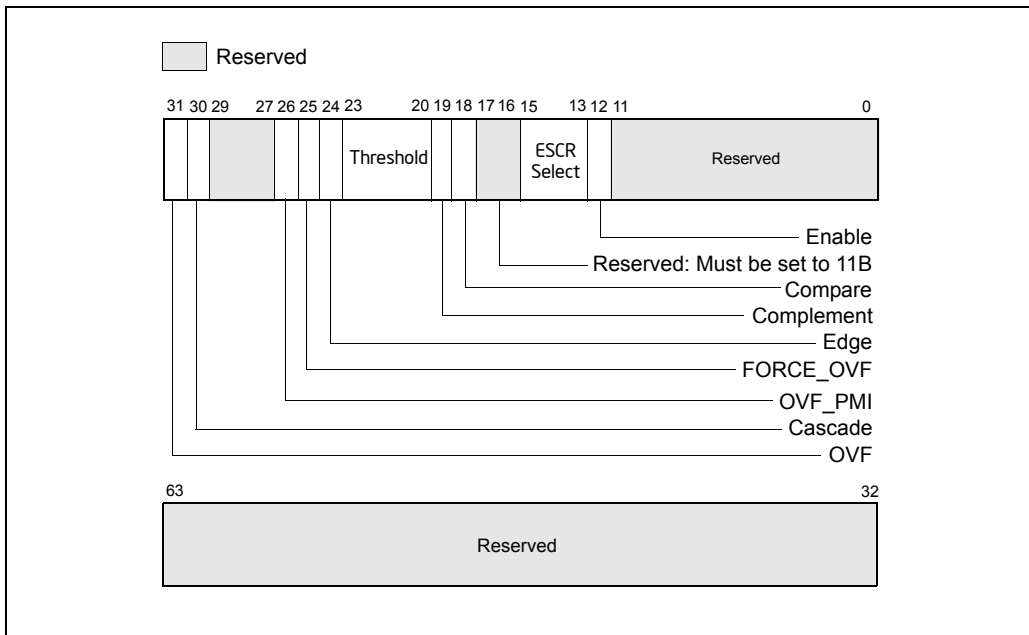 Reserved
31 30 29 27 26 25 24 23 20 19 18 17 16 15 13 12 11 0
Threshold
ESCR
Select
Reserved
Enable
Reserved: Must be set to 11B
Compare
Complement
Edge
FORCE_OVF
OVF_PMI
Cascade
OVF
63 32
Reserved